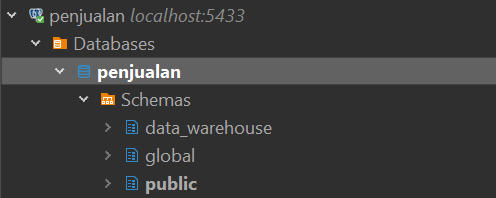 penjualan localhost:5433
Databases
penjualan
Schemas
data_warehouse
global
public